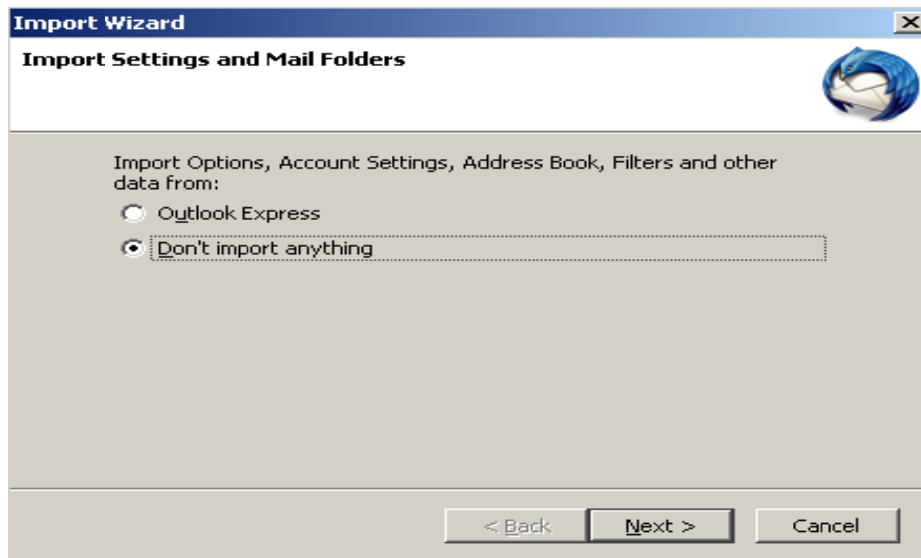 Import Wizard
Import Settings and Mail Folders
Import Options, Account Settings, Address Book, Filters and other
data from:
Outlook Express
Don't import anything
< Back Next > Cancel